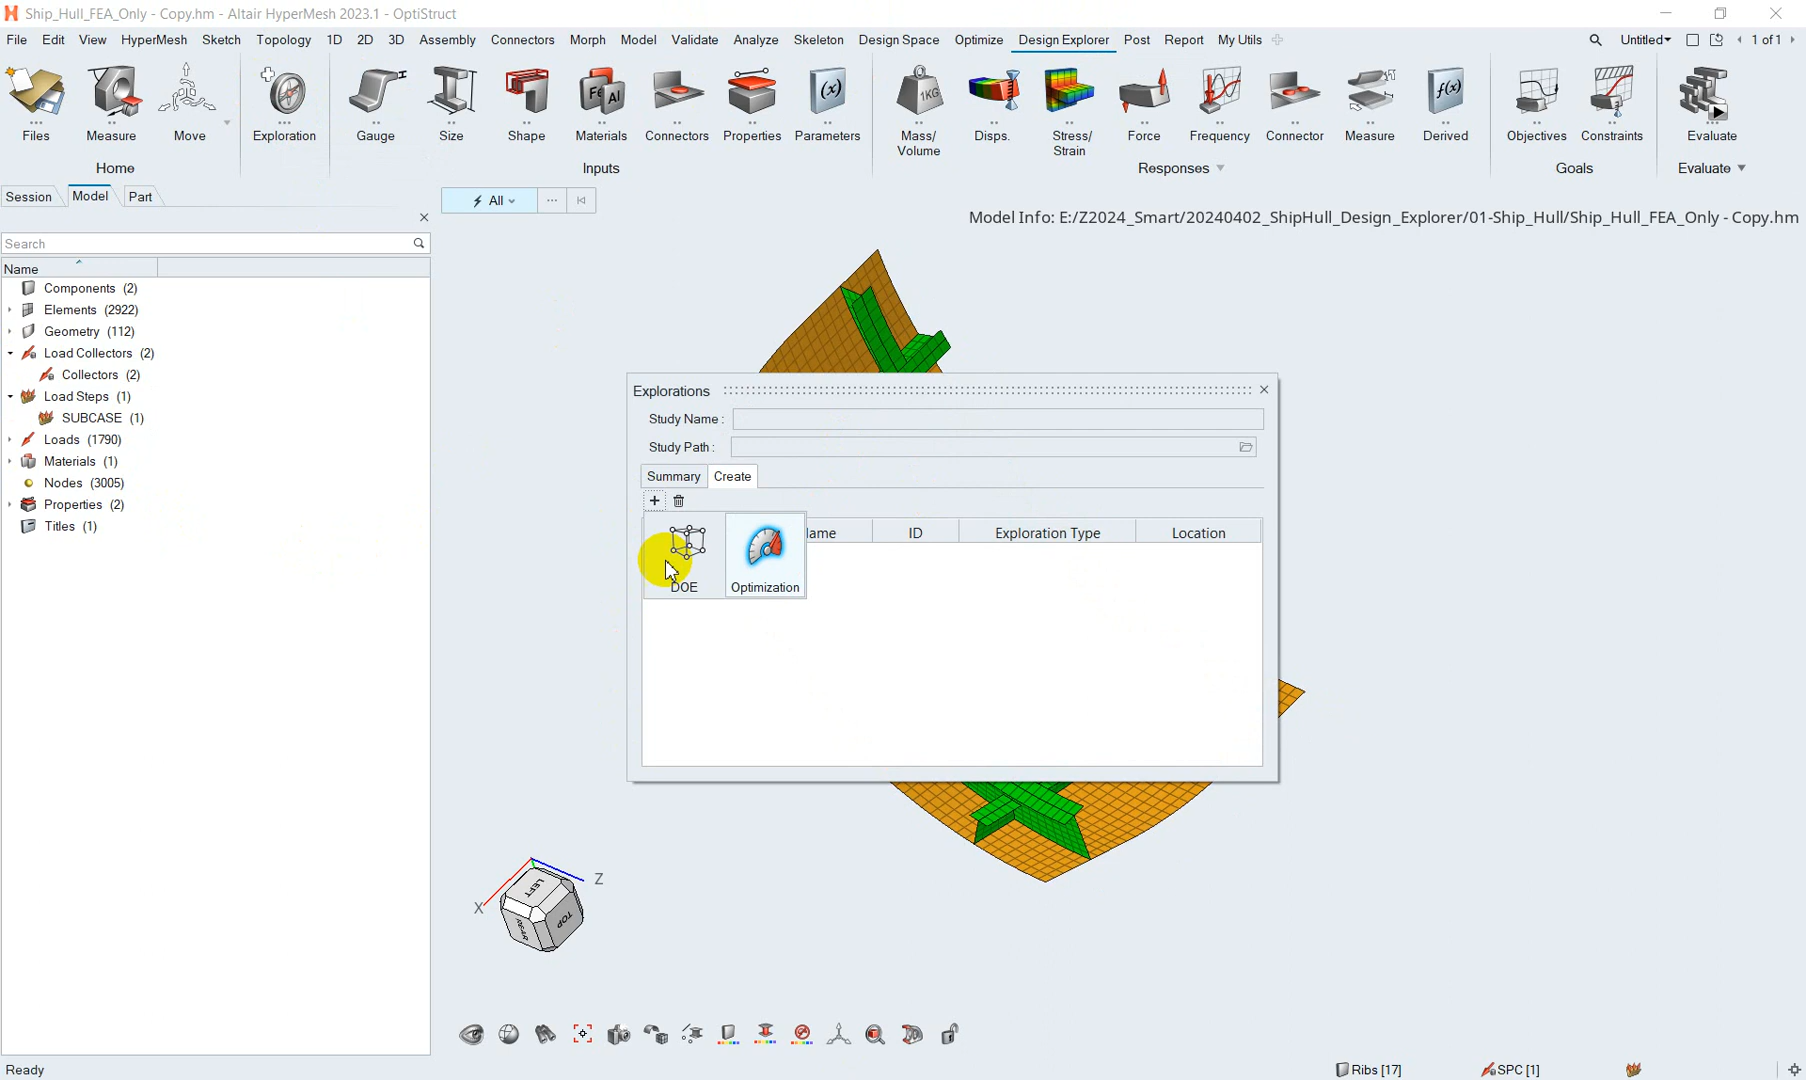 Ship_Hull_FEA_Only - Copy.hm - Altair HyperMesh 2023.1 - OptiStruct
File Edit View HyperMesh Sketch Topology 1D 2D 3D Assembly Connectors Morph Model Validate Analyze Skeleton Design Space Optimize Design Explorer Post Report My Utils Untitled 1 of 1
Files Measure Move Exploration Gauge Size Shape Materials Connectors Properties Parameters Mass/ Volume Disps. Stress/ Strain Force Frequency Connector Measure Derived Objectives Constraints Evaluate
Home Inputs Responses Goals Evaluate
Session Model Part
All
Model Info: E:/Z2024_Smart/20240402_ShipHull_Design_Explorer/01-Ship_Hull/Ship_Hull_FEA_Only - Copy.hm
Search
Name
Components (2)
Elements (2922)
Geometry (112)
Load Collectors (2)
Collectors (2)
Load Steps (1)
SUBCASE (1)
Loads (1790)
Materials (1)
Nodes (3005)
Properties (2)
Titles (1)
Explorations
Study Name :
Study Path :
Summary Create
ID Exploration Type Location
DOE Optimization
X Z
LEFT
TOP
REAR
Ready Ribs [17] SPC [1]